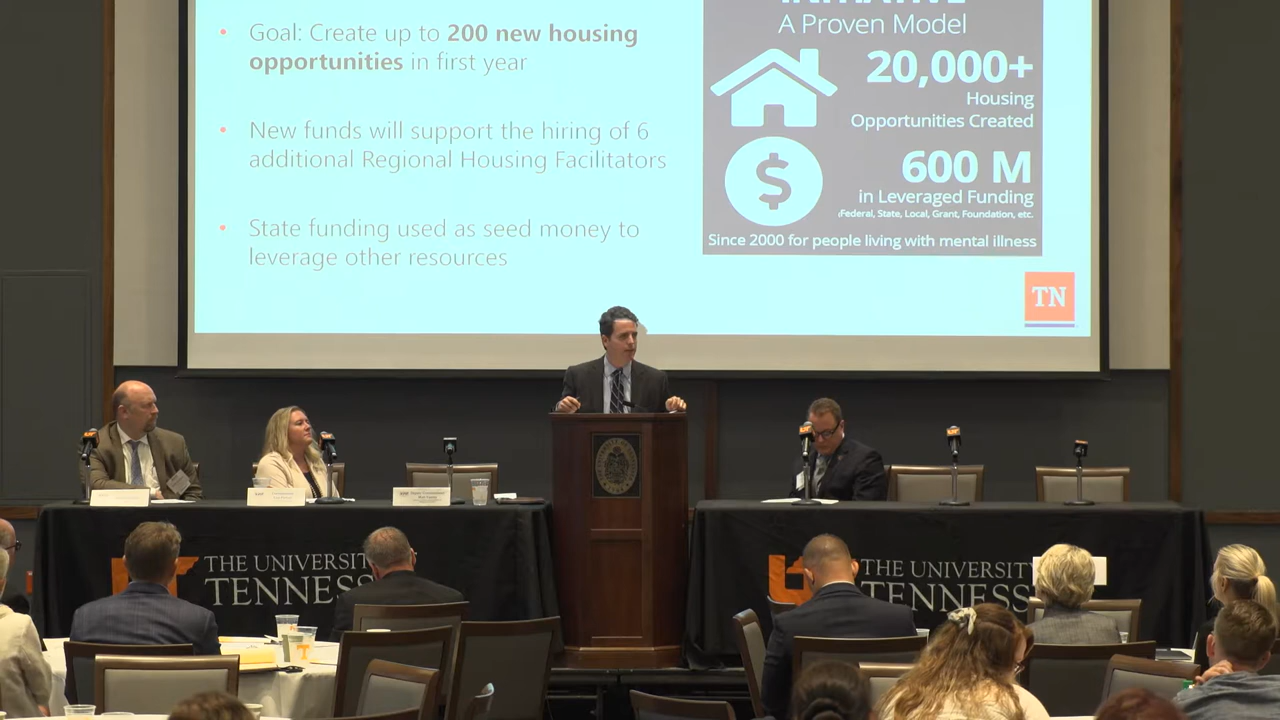 • Goal: Create up to 200 new housing
opportunities in first year
• New funds will support the hiring of 6
additional Regional Housing Facilitators
• State funding used as seed money to
leverage other resources
INITIATIVE
A Proven Model
20,000+
Housing
Opportunities Created
$
600 M
in Leveraged Funding
(Federal, State, Local, Grant, Foundation, etc.
Since 2000 for people living with mental illness
TN
THE UNIVERSITY
TENNESS
THE UNIVERSITY
TENNESS